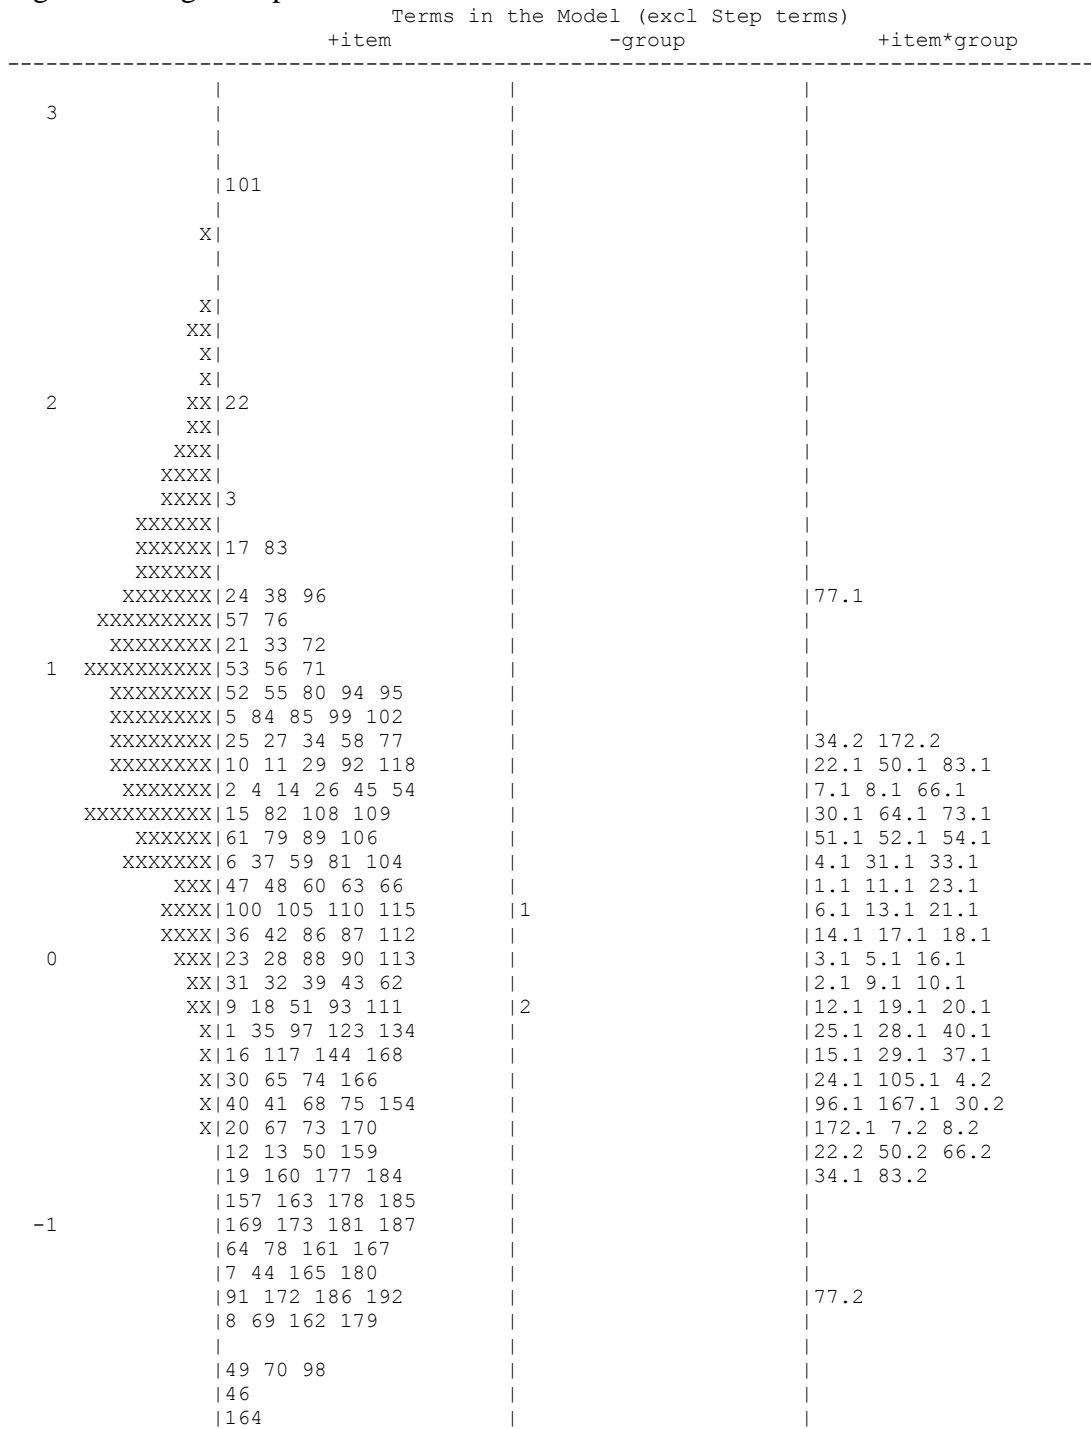 Terms in the Model (excl Step terms)
+item -group +item*group
--------------------------------------------------------------------------------------
| | |
3 | | |
| | |
| | |
|101 | |
| | |
X| | |
| | |
| | |
X| | |
XX| | |
X| | |
X| | |
2 XX|22 | |
XX| | |
XXX| | |
XXXX| | |
XXXX|3 | |
XXXXXX| | |
XXXXXX|17 83 | |
XXXXXX| | |
XXXXXXX|24 38 96 | |77.1
XXXXXXXXX|57 76 | |
XXXXXXXX|21 33 72 | |
1 XXXXXXXXXX|53 56 71 | |
XXXXXXXX|52 55 80 94 95 | |
XXXXXXXX|5 84 85 99 102 | |
XXXXXXXX|25 27 34 58 77 | |34.2 172.2
XXXXXXXX|10 11 29 92 118 | |22.1 50.1 83.1
XXXXXXX|2 4 14 26 45 54 | |7.1 8.1 66.1
XXXXXXXXXX|15 82 108 109 | |30.1 64.1 73.1
XXXXXX|61 79 89 106 | |51.1 52.1 54.1
XXXXXXX|6 37 59 81 104 | |4.1 31.1 33.1
XXX|47 48 60 63 66 | |1.1 11.1 23.1
XXXX|100 105 110 115 |1 |6.1 13.1 21.1
XXXX|36 42 86 87 112 | |14.1 17.1 18.1
0 XXX|23 28 88 90 113 | |3.1 5.1 16.1
XX|31 32 39 43 62 | |2.1 9.1 10.1
XX|9 18 51 93 111 |2 |12.1 19.1 20.1
X|1 35 97 123 134 | |25.1 28.1 40.1
X|16 117 144 168 | |15.1 29.1 37.1
X|30 65 74 166 | |24.1 105.1 4.2
X|40 41 68 75 154 | |96.1 167.1 30.2
X|20 67 73 170 | |172.1 7.2 8.2
|12 13 50 159 | |22.2 50.2 66.2
|19 160 177 184 | |34.1 83.2
|157 163 178 185 | |
-1 |169 173 181 187 | |
|64 78 161 167 | |
|7 44 165 180 | |
|91 172 186 192 | |77.2
|8 69 162 179 | |
| | |
|49 70 98 | |
|46 | |
|164 | |